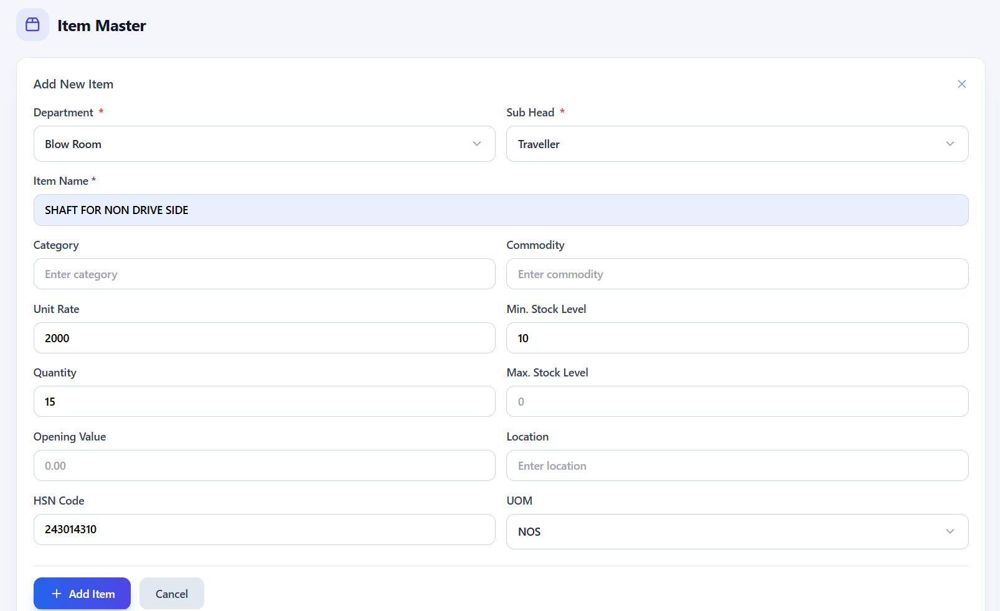 Item Master
Add New Item
Department *
Sub Head *
Blow Room
Traveller
Item Name *
SHAFT FOR NON DRIVE SIDE
Category
Commodity
Enter category
Enter commodity
Unit Rate
Min. Stock Level
2000
10
Quantity
Max. Stock Level
15
0
Opening Value
Location
0.00
Enter location
HSN Code
UOM
243014310
NOS
+ Add Item
Cancel